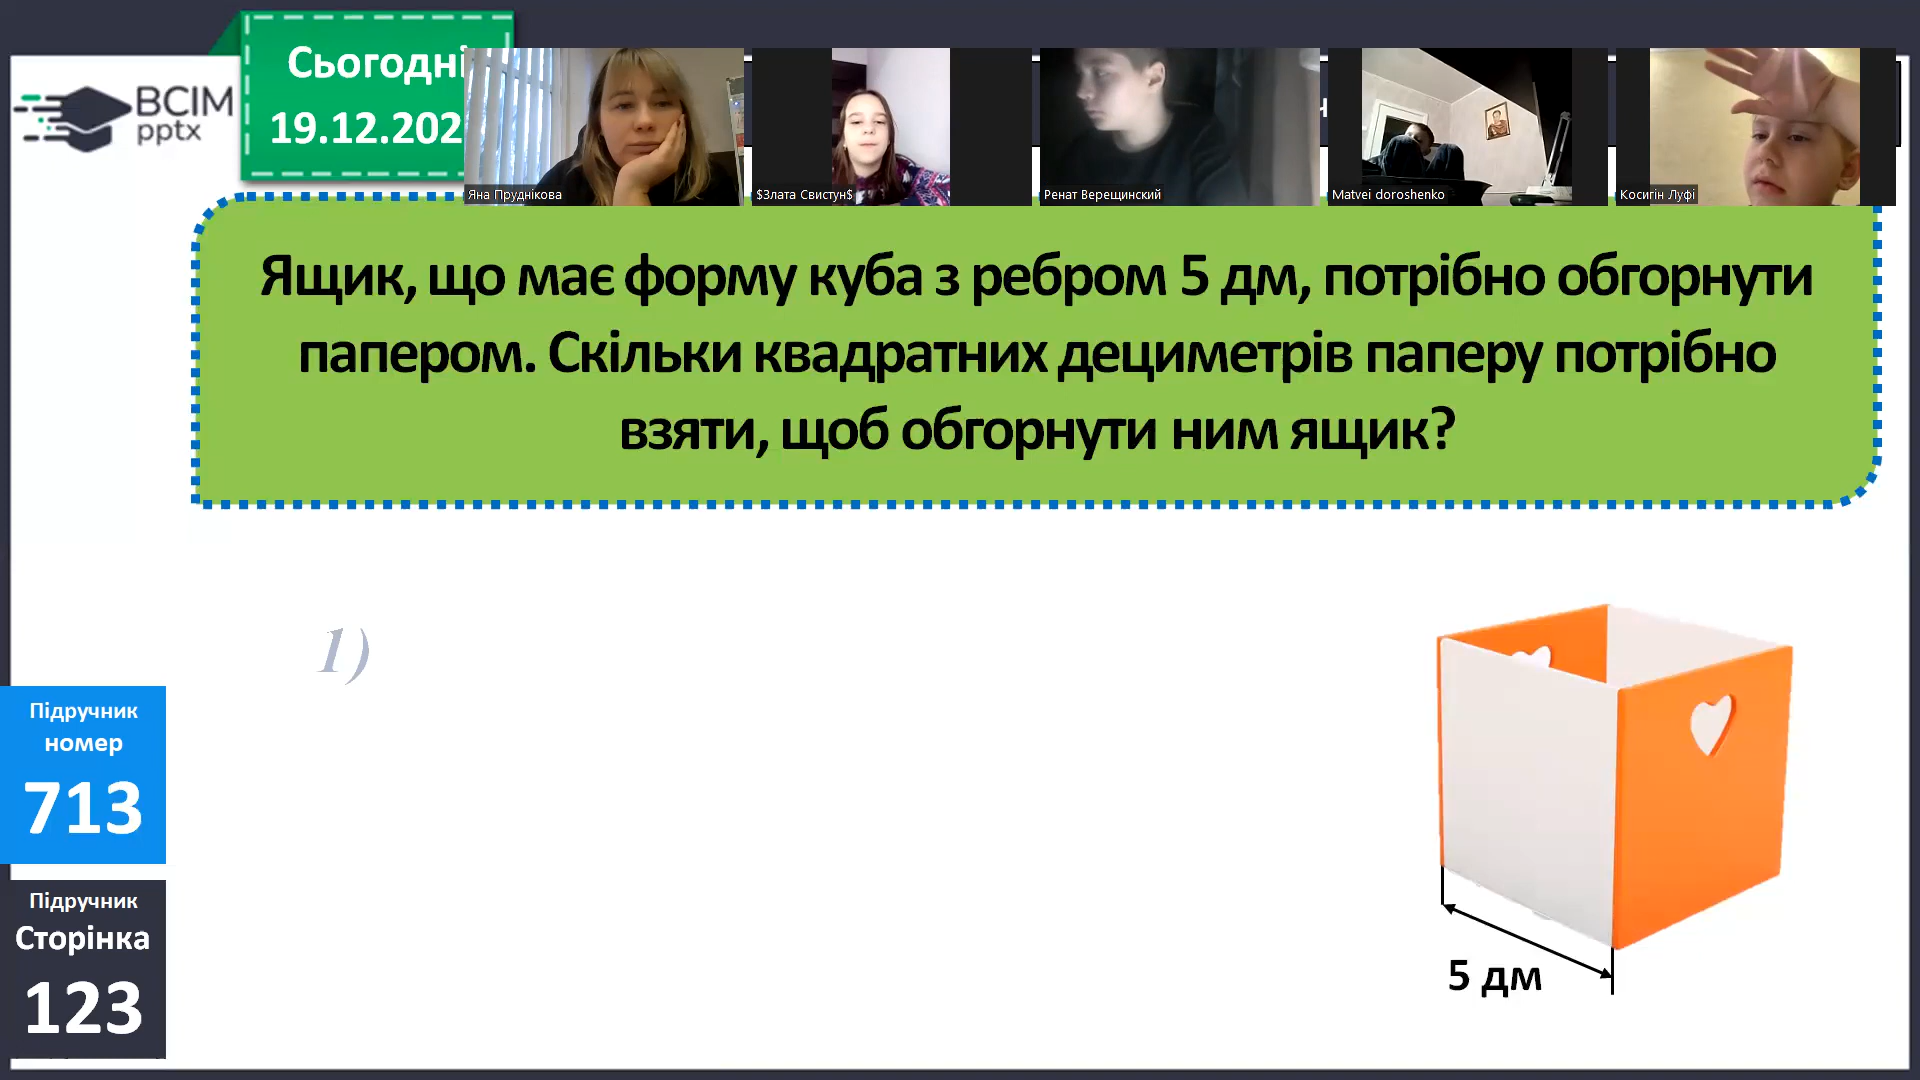 Сьогодні
19.12.202
ВСІМ
pptx
Яна Пруднікова
$Злата Свистун$
Ренат Верещинский
Matvei doroshenko
Косигін Луфі
Ящик, що має форму куба з ребром 5 дм, потрібно обгорнути
папером. Скільки квадратних дециметрів паперу потрібно
взяти, щоб обгорнути ним ящик?
1)
Підручник
номер
713
Підручник
Сторінка
123
5 дм